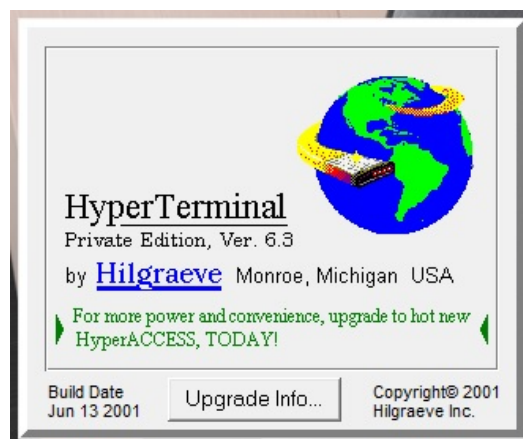 HyperTerminal
Private Edition, Ver. 6.3
by Hilgraeve Monroe, Michigan USA
For more power and convenience, upgrade to hot new
HyperACCESS, TODAY!
Build Date
Jun 13 2001
Upgrade Info...
Copyright© 2001
Hilgraeve Inc.